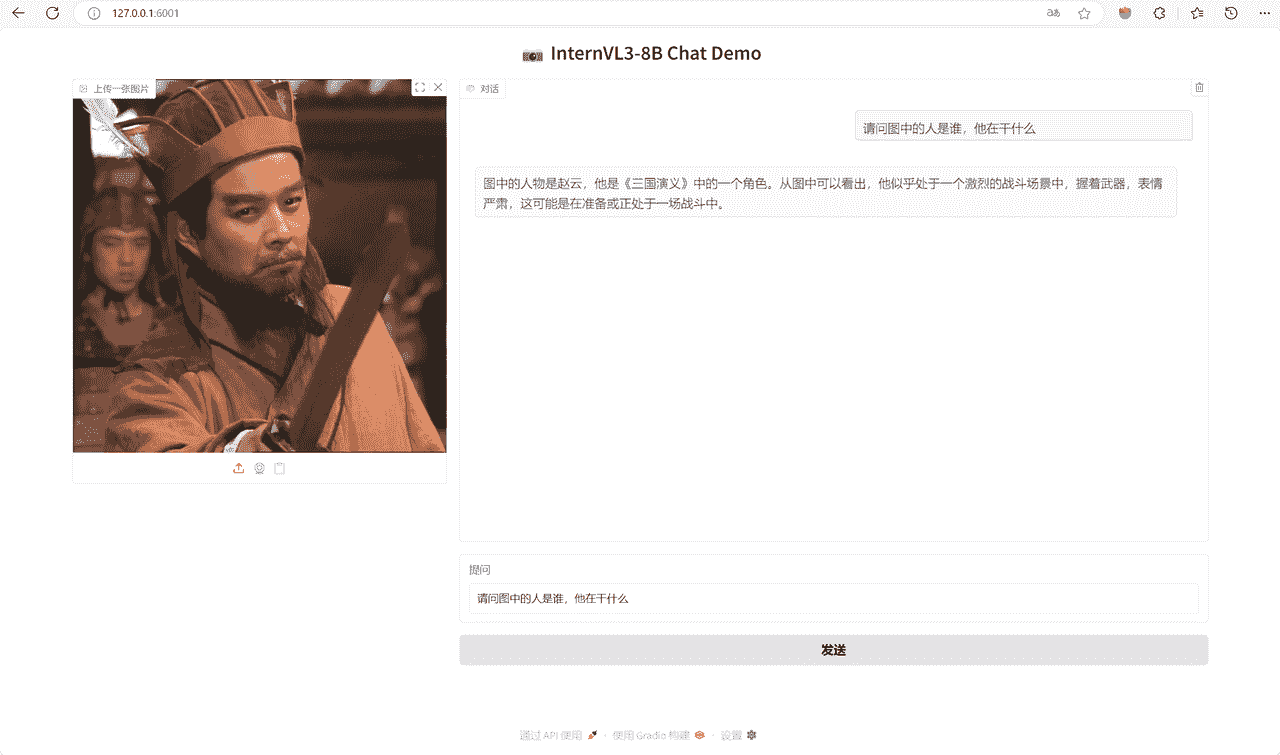 127.0.0.1:6001
InternVL3-8B Chat Demo
上传一张图片
对话
请问图中的人是谁，他在干什么
图中的人物是赵云，他是《三国演义》中的一个角色。从图中可以看出，他似乎处于一个激烈的战斗场景中，握着武器，表情
严肃，这可能是在准备或正处于一场战斗中。
提问
请问图中的人是谁，他在干什么
发送
通过 API 使用 · 使用 Gradio 构建 · 设置